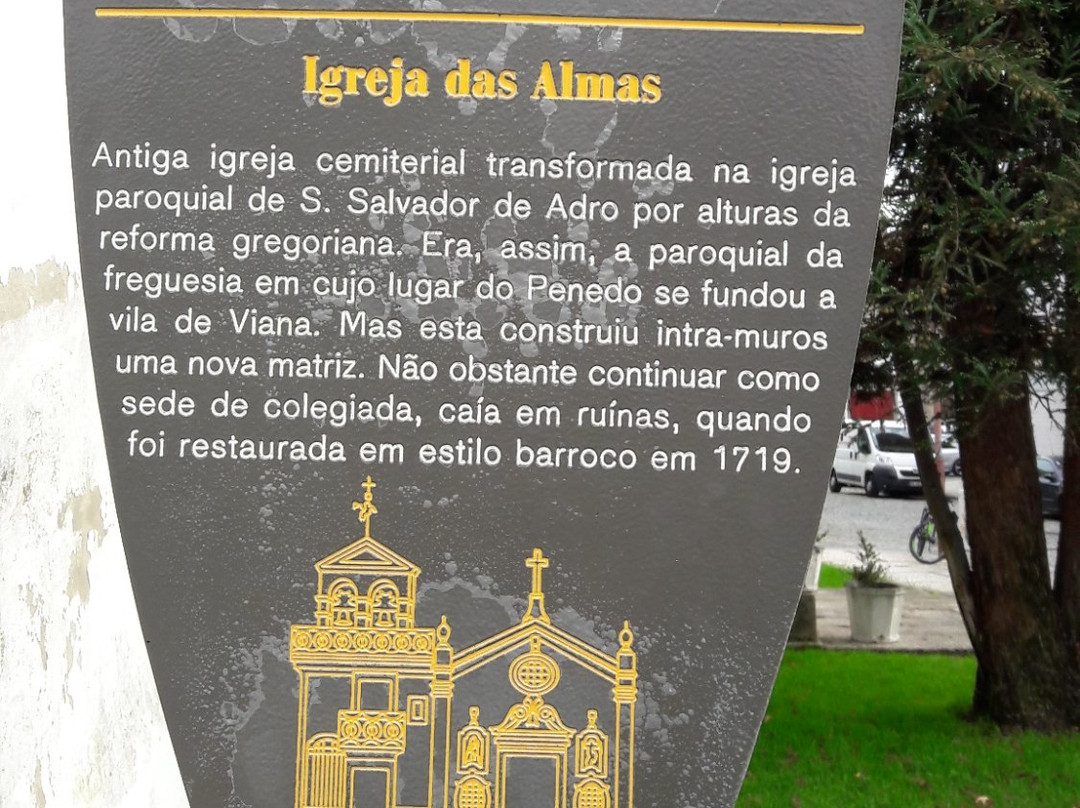 Igreja das Almas
Antiga igreja cemiterial transformada na igreja
paroquial de S. Salvador de Adro por alturas da
reforma gregoriana. Era, assim, a paroquial da
freguesia em cujo lugar do Penedo se fundou a
vila de Viana. Mas esta construiu intra-muros
uma nova matriz. Não obstante continuar como
sede de colegiada, caía em ruínas, quando
foi restaurada em estilo barroco em 1719.